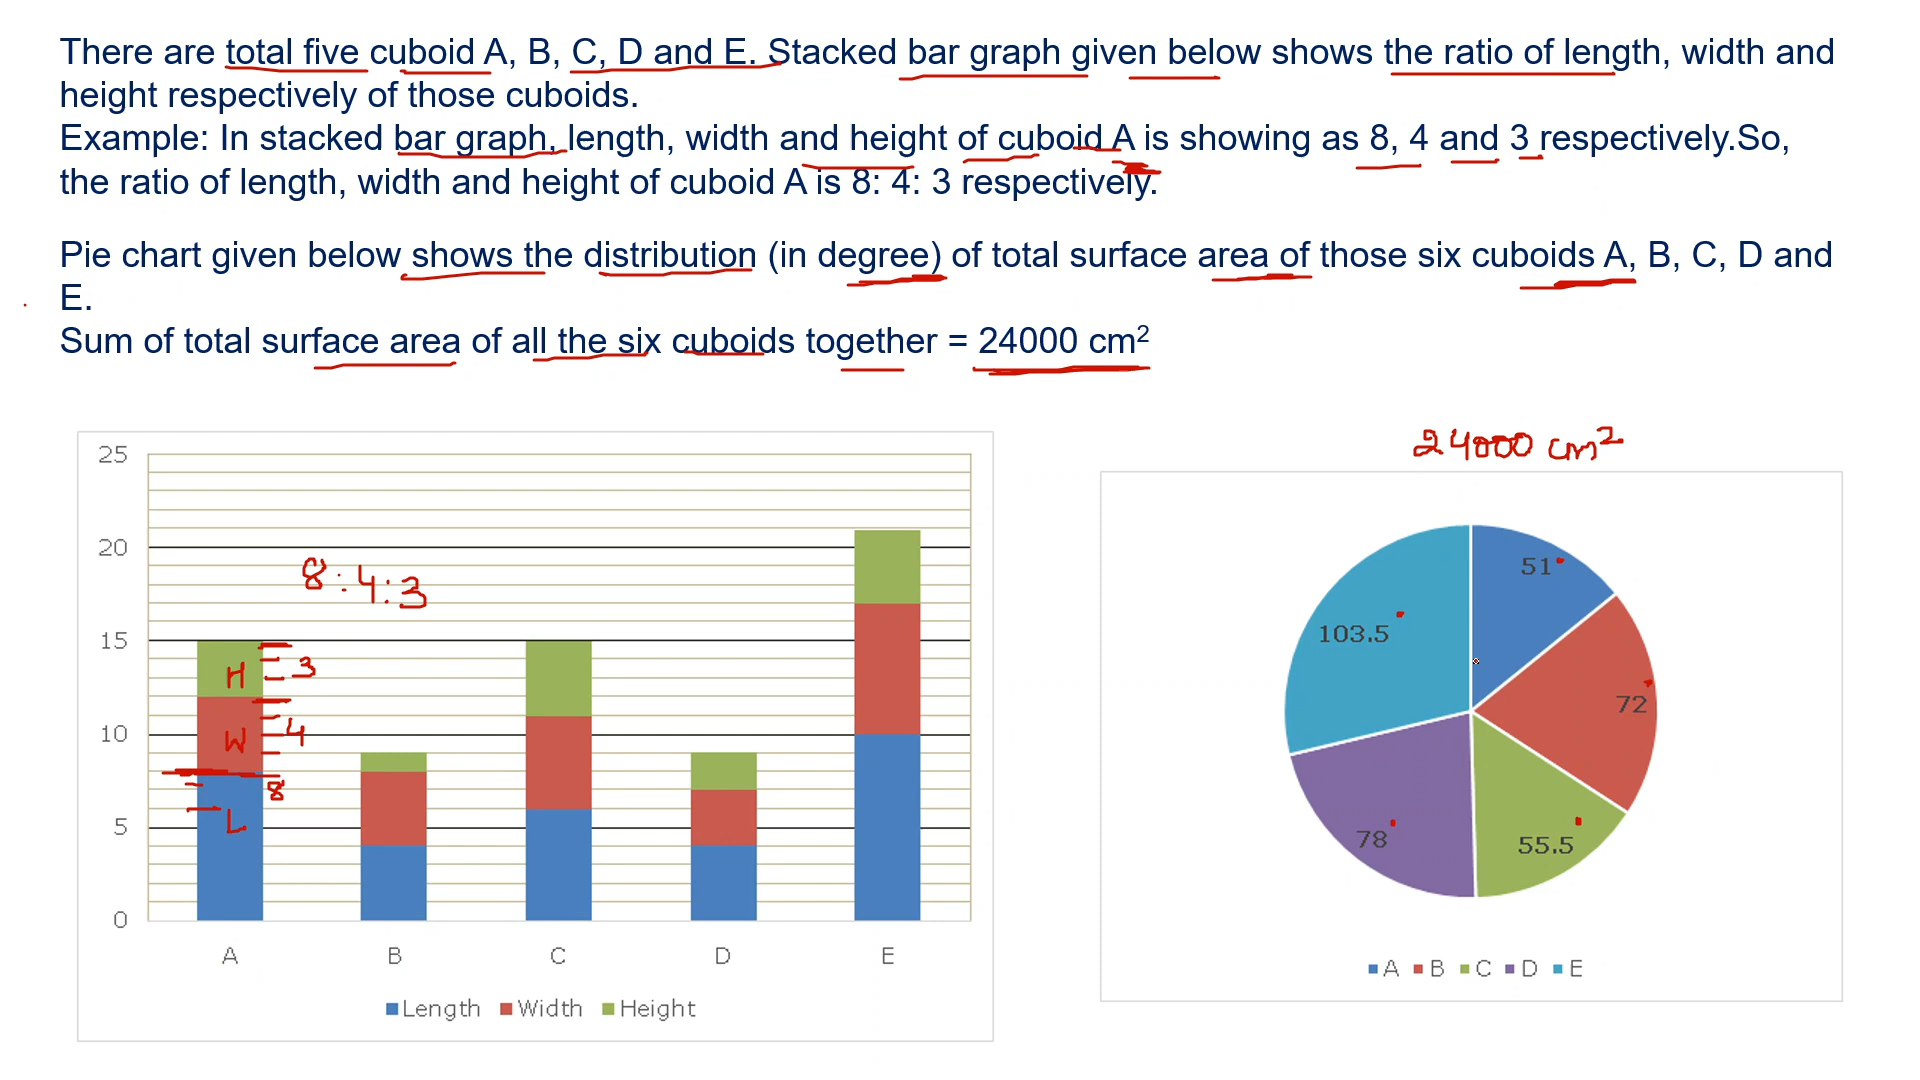 There are total five cuboid A, B, C, D and E. Stacked bar graph given below shows the ratio of length, width and
height respectively of those cuboids.
Example: In stacked bar graph, length, width and height of cuboid A is showing as 8, 4 and 3 respectively.So,
the ratio of length, width and height of cuboid A is 8: 4: 3 respectively.
Pie chart given below shows the distribution (in degree) of total surface area of those six cuboids A, B, C, D and
E.
Sum of total surface area of all the six cuboids together = 24000 cm²
25
20
15
10
5
0
8:4:3
H 3
W 4
8
L
A B C D E
Length Width Height
24000 cm²
51
103.5
72
78
55.5
A B C D E